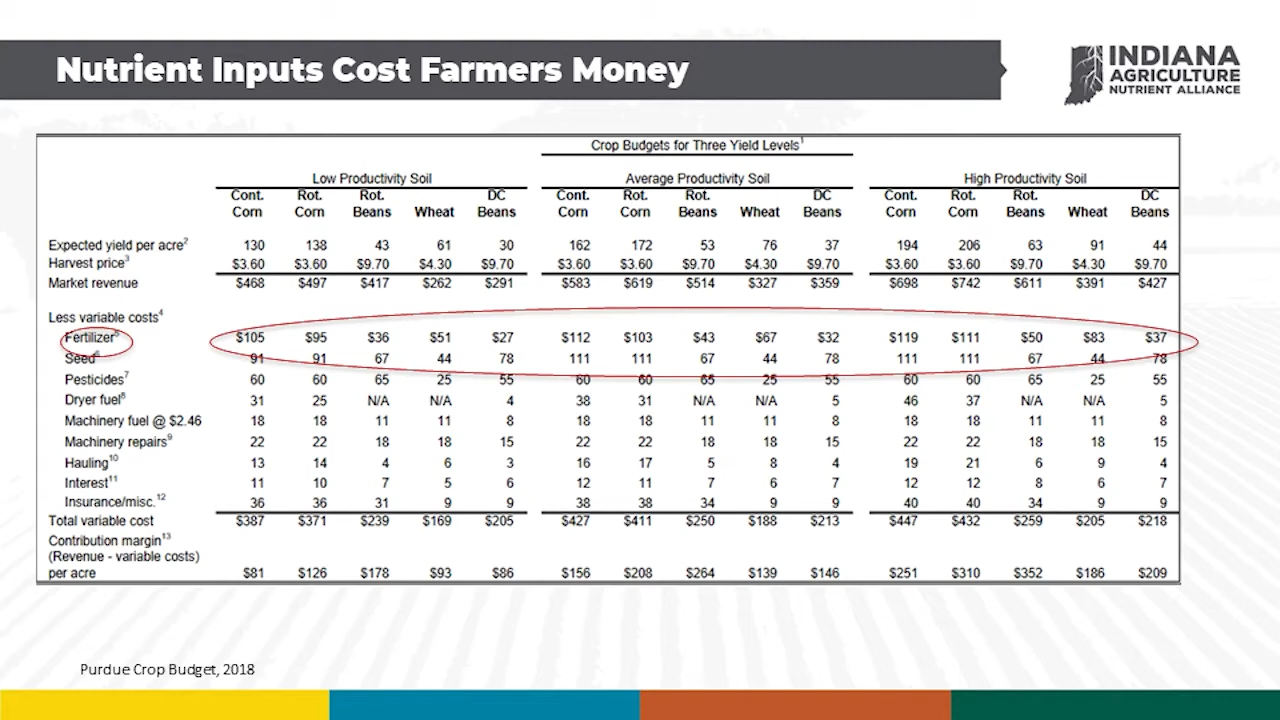 Nutrient Inputs Cost Farmers Money
INDIANA
AGRICULTURE
NUTRIENT ALLIANCE
Crop Budgets for Three Yield Levels1
Low Productivity Soil Average Productivity Soil High Productivity Soil
Cont. Rot. Rot. DC Cont. Rot. Rot. DC Cont. Rot. Rot. DC
Corn Corn Beans Wheat Beans Corn Corn Beans Wheat Beans Corn Corn Beans Wheat Beans
Expected yield per acre2 130 138 43 61 30 162 172 53 76 37 194 206 63 91 44
Harvest price3 $3.60 $3.60 $9.70 $4.30 $9.70 $3.60 $3.60 $9.70 $4.30 $9.70 $3.60 $3.60 $9.70 $4.30 $9.70
Market revenue $468 $497 $417 $262 $291 $583 $619 $514 $327 $359 $698 $742 $611 $391 $427
Less variable costs4
Fertilizer5 $105 $95 $36 $51 $27 $112 $103 $43 $67 $32 $119 $111 $50 $83 $37
Seed6 91 91 67 44 78 111 111 67 44 78 111 111 67 44 78
Pesticides7 60 60 65 25 55 60 60 65 25 55 60 60 65 25 55
Dryer fuel8 31 25 N/A N/A 4 38 31 N/A N/A 5 46 37 N/A N/A 5
Machinery fuel @ $2.46 18 18 11 11 8 18 18 11 11 8 18 18 11 11 8
Machinery repairs9 22 22 18 18 15 22 22 18 18 15 22 22 18 18 15
Hauling10 13 14 4 6 3 16 17 5 8 4 19 21 6 9 4
Interest11 11 10 7 5 6 12 11 7 6 7 12 12 8 6 7
Insurance/misc.12 36 36 31 9 9 38 38 34 9 9 40 40 34 9 9
Total variable cost $387 $371 $239 $169 $205 $427 $411 $250 $188 $213 $447 $432 $259 $205 $218
Contribution margin13
(Revenue - variable costs)
per acre $81 $126 $178 $93 $86 $156 $208 $264 $139 $146 $251 $310 $352 $186 $209
Purdue Crop Budget, 2018